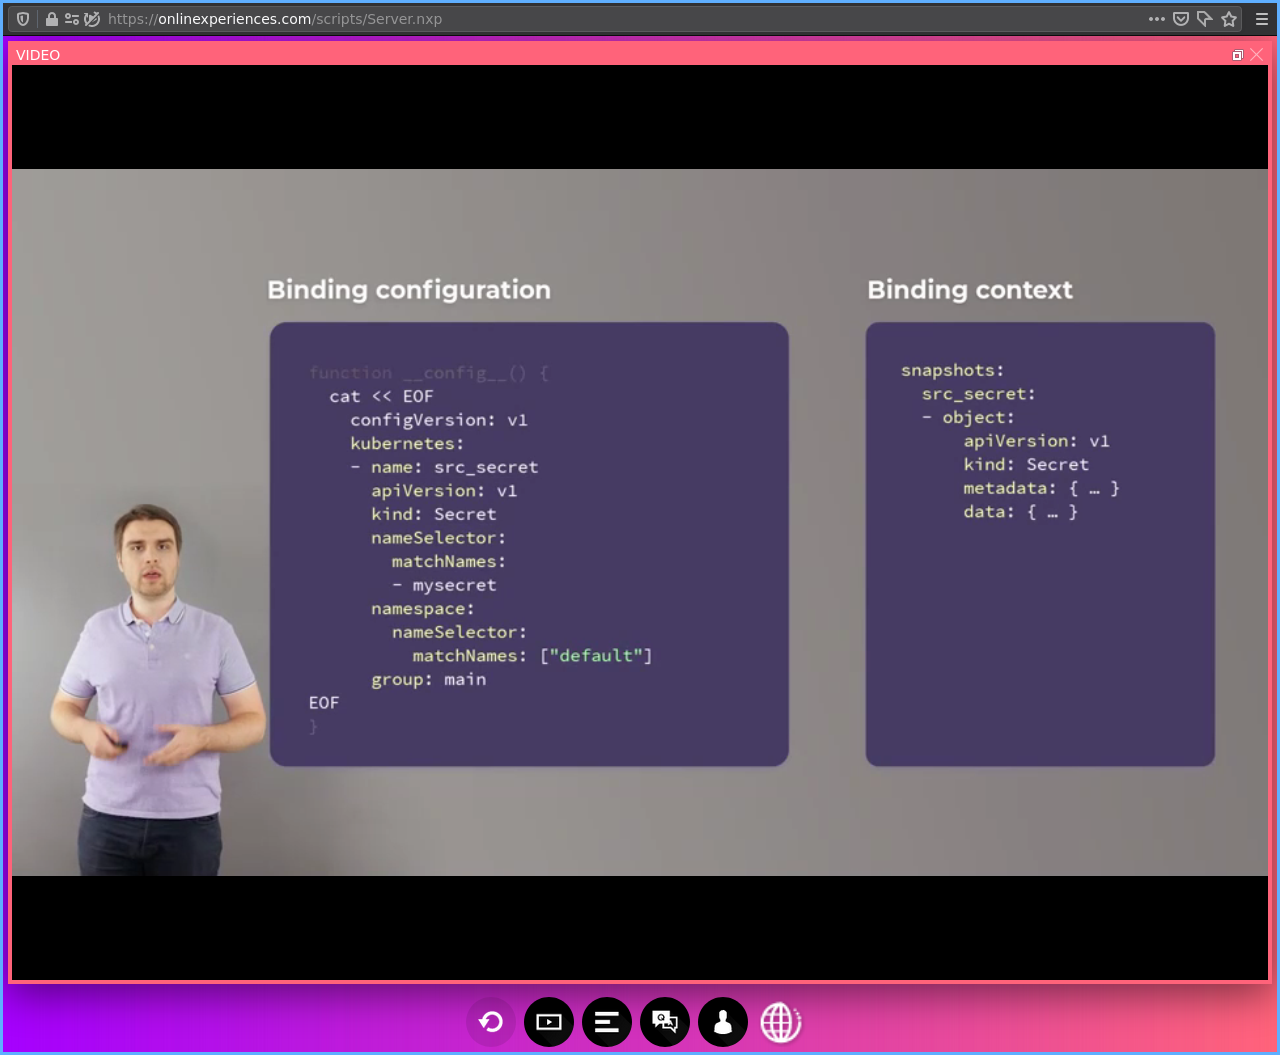 https://onlinexperiences.com/scripts/Server.nxp
VIDEO
Binding configuration
function __config__() {
cat << EOF
configVersion: v1
kubernetes:
- name: src_secret
apiVersion: v1
kind: Secret
nameSelector:
matchNames:
- mysecret
namespace:
nameSelector:
matchNames: ["default"]
group: main
EOF
}
Binding context
snapshots:
src_secret:
- object:
apiVersion: v1
kind: Secret
metadata: { … }
data: { … }